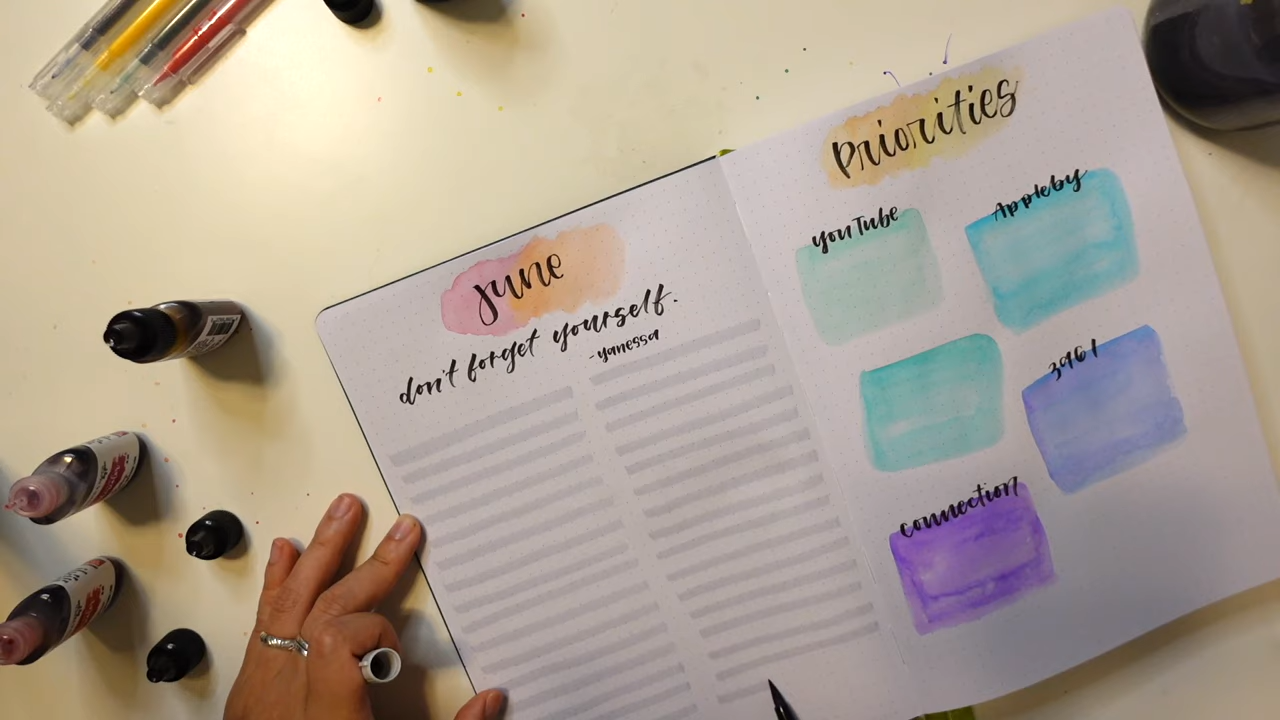 june
don't forget yourself.
-yanessa
Priorities
youTube
Appleby
3961
connection